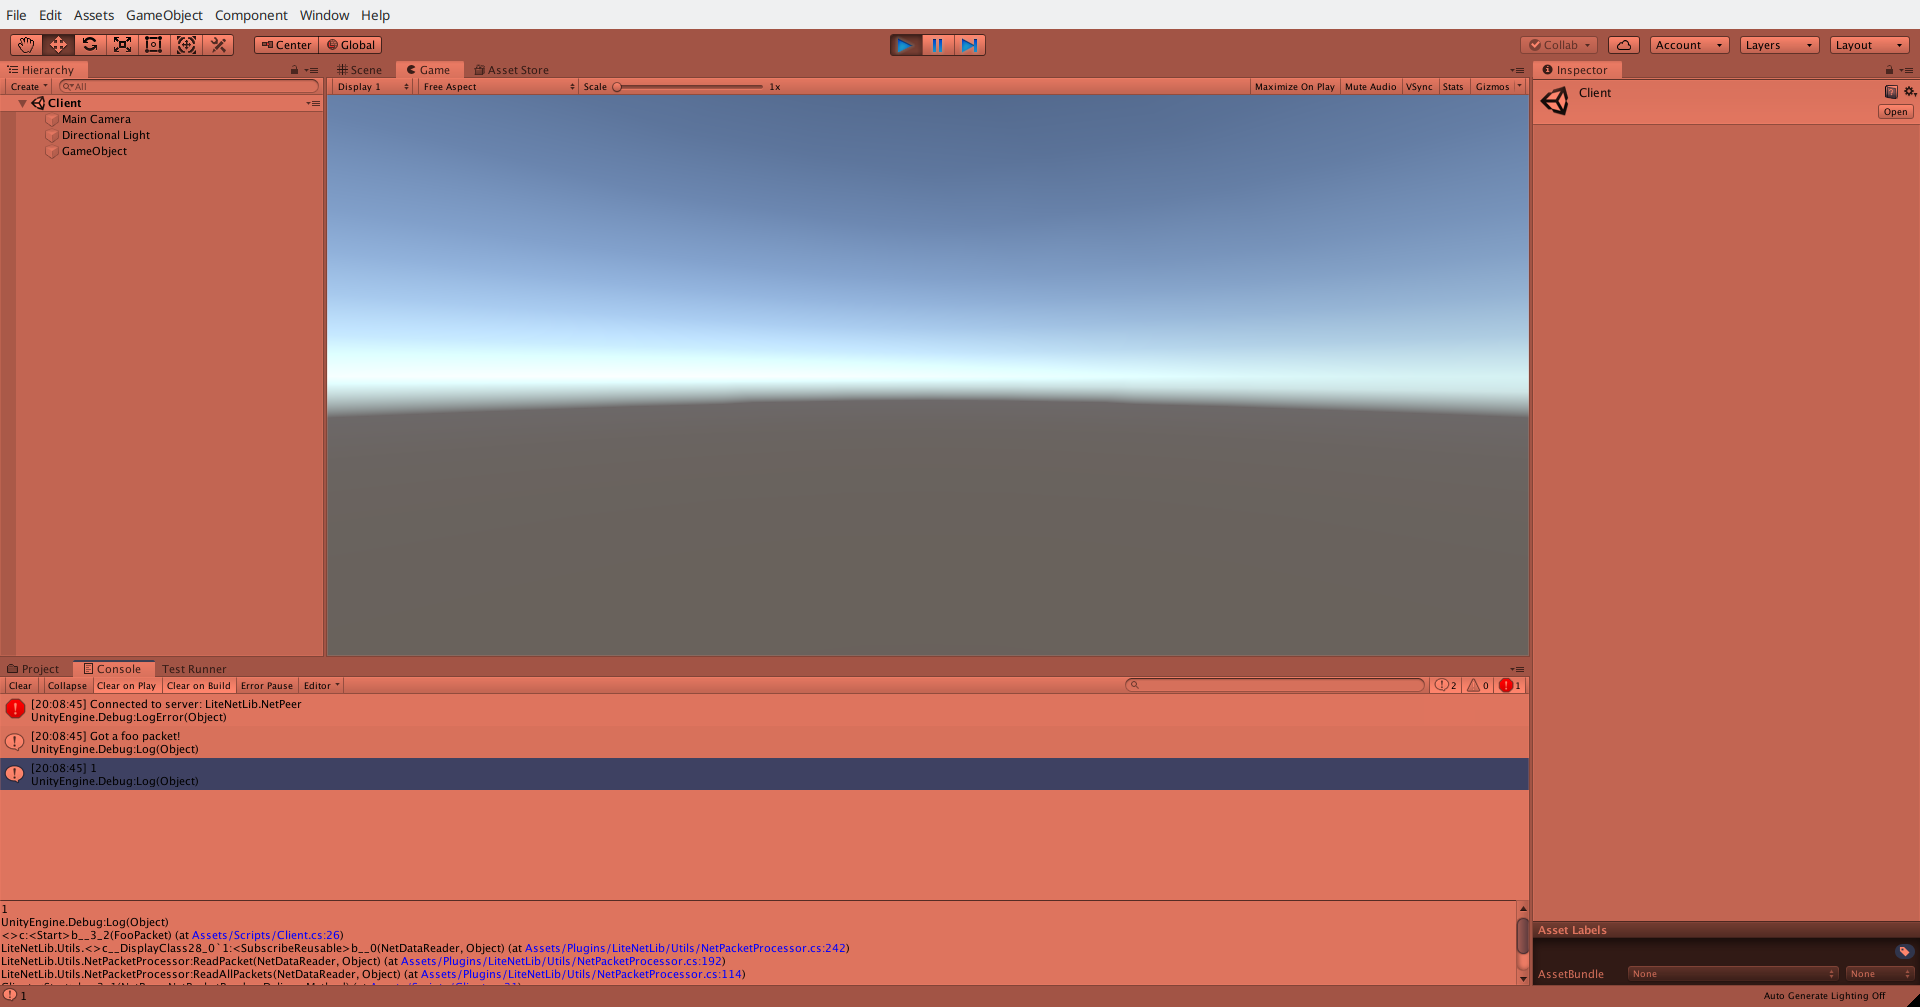 File Edit Assets GameObject Component Window Help
Center Global
Collab Account Layers Layout
Hierarchy
Scene Game Asset Store
Inspector
Create All
Display 1 Free Aspect Scale 1x Maximize On Play Mute Audio VSync Stats Gizmos
Client
Open
Client
Main Camera
Directional Light
GameObject
Project Console Test Runner
Clear Collapse Clear on Play Clear on Build Error Pause Editor 2 0 1
[20:08:45] Connected to server: LiteNetLib.NetPeer
UnityEngine.Debug:LogError(Object)
[20:08:45] Got a foo packet!
UnityEngine.Debug:Log(Object)
[20:08:45] 1
UnityEngine.Debug:Log(Object)
1
UnityEngine.Debug:Log(Object)
<>c:<Start>b__3_2(FooPacket) (at Assets/Scripts/Client.cs:26)
LiteNetLib.Utils.<>c__DisplayClass28_0`1:<SubscribeReusable>b__0(NetDataReader, Object) (at Assets/Plugins/LiteNetLib/Utils/NetPacketProcessor.cs:242)
LiteNetLib.Utils.NetPacketProcessor:ReadPacket(NetDataReader, Object) (at Assets/Plugins/LiteNetLib/Utils/NetPacketProcessor.cs:192)
LiteNetLib.Utils.NetPacketProcessor:ReadAllPackets(NetDataReader, Object) (at Assets/Plugins/LiteNetLib/Utils/NetPacketProcessor.cs:114)
Asset Labels
AssetBundle None None
1
Auto Generate Lighting Off